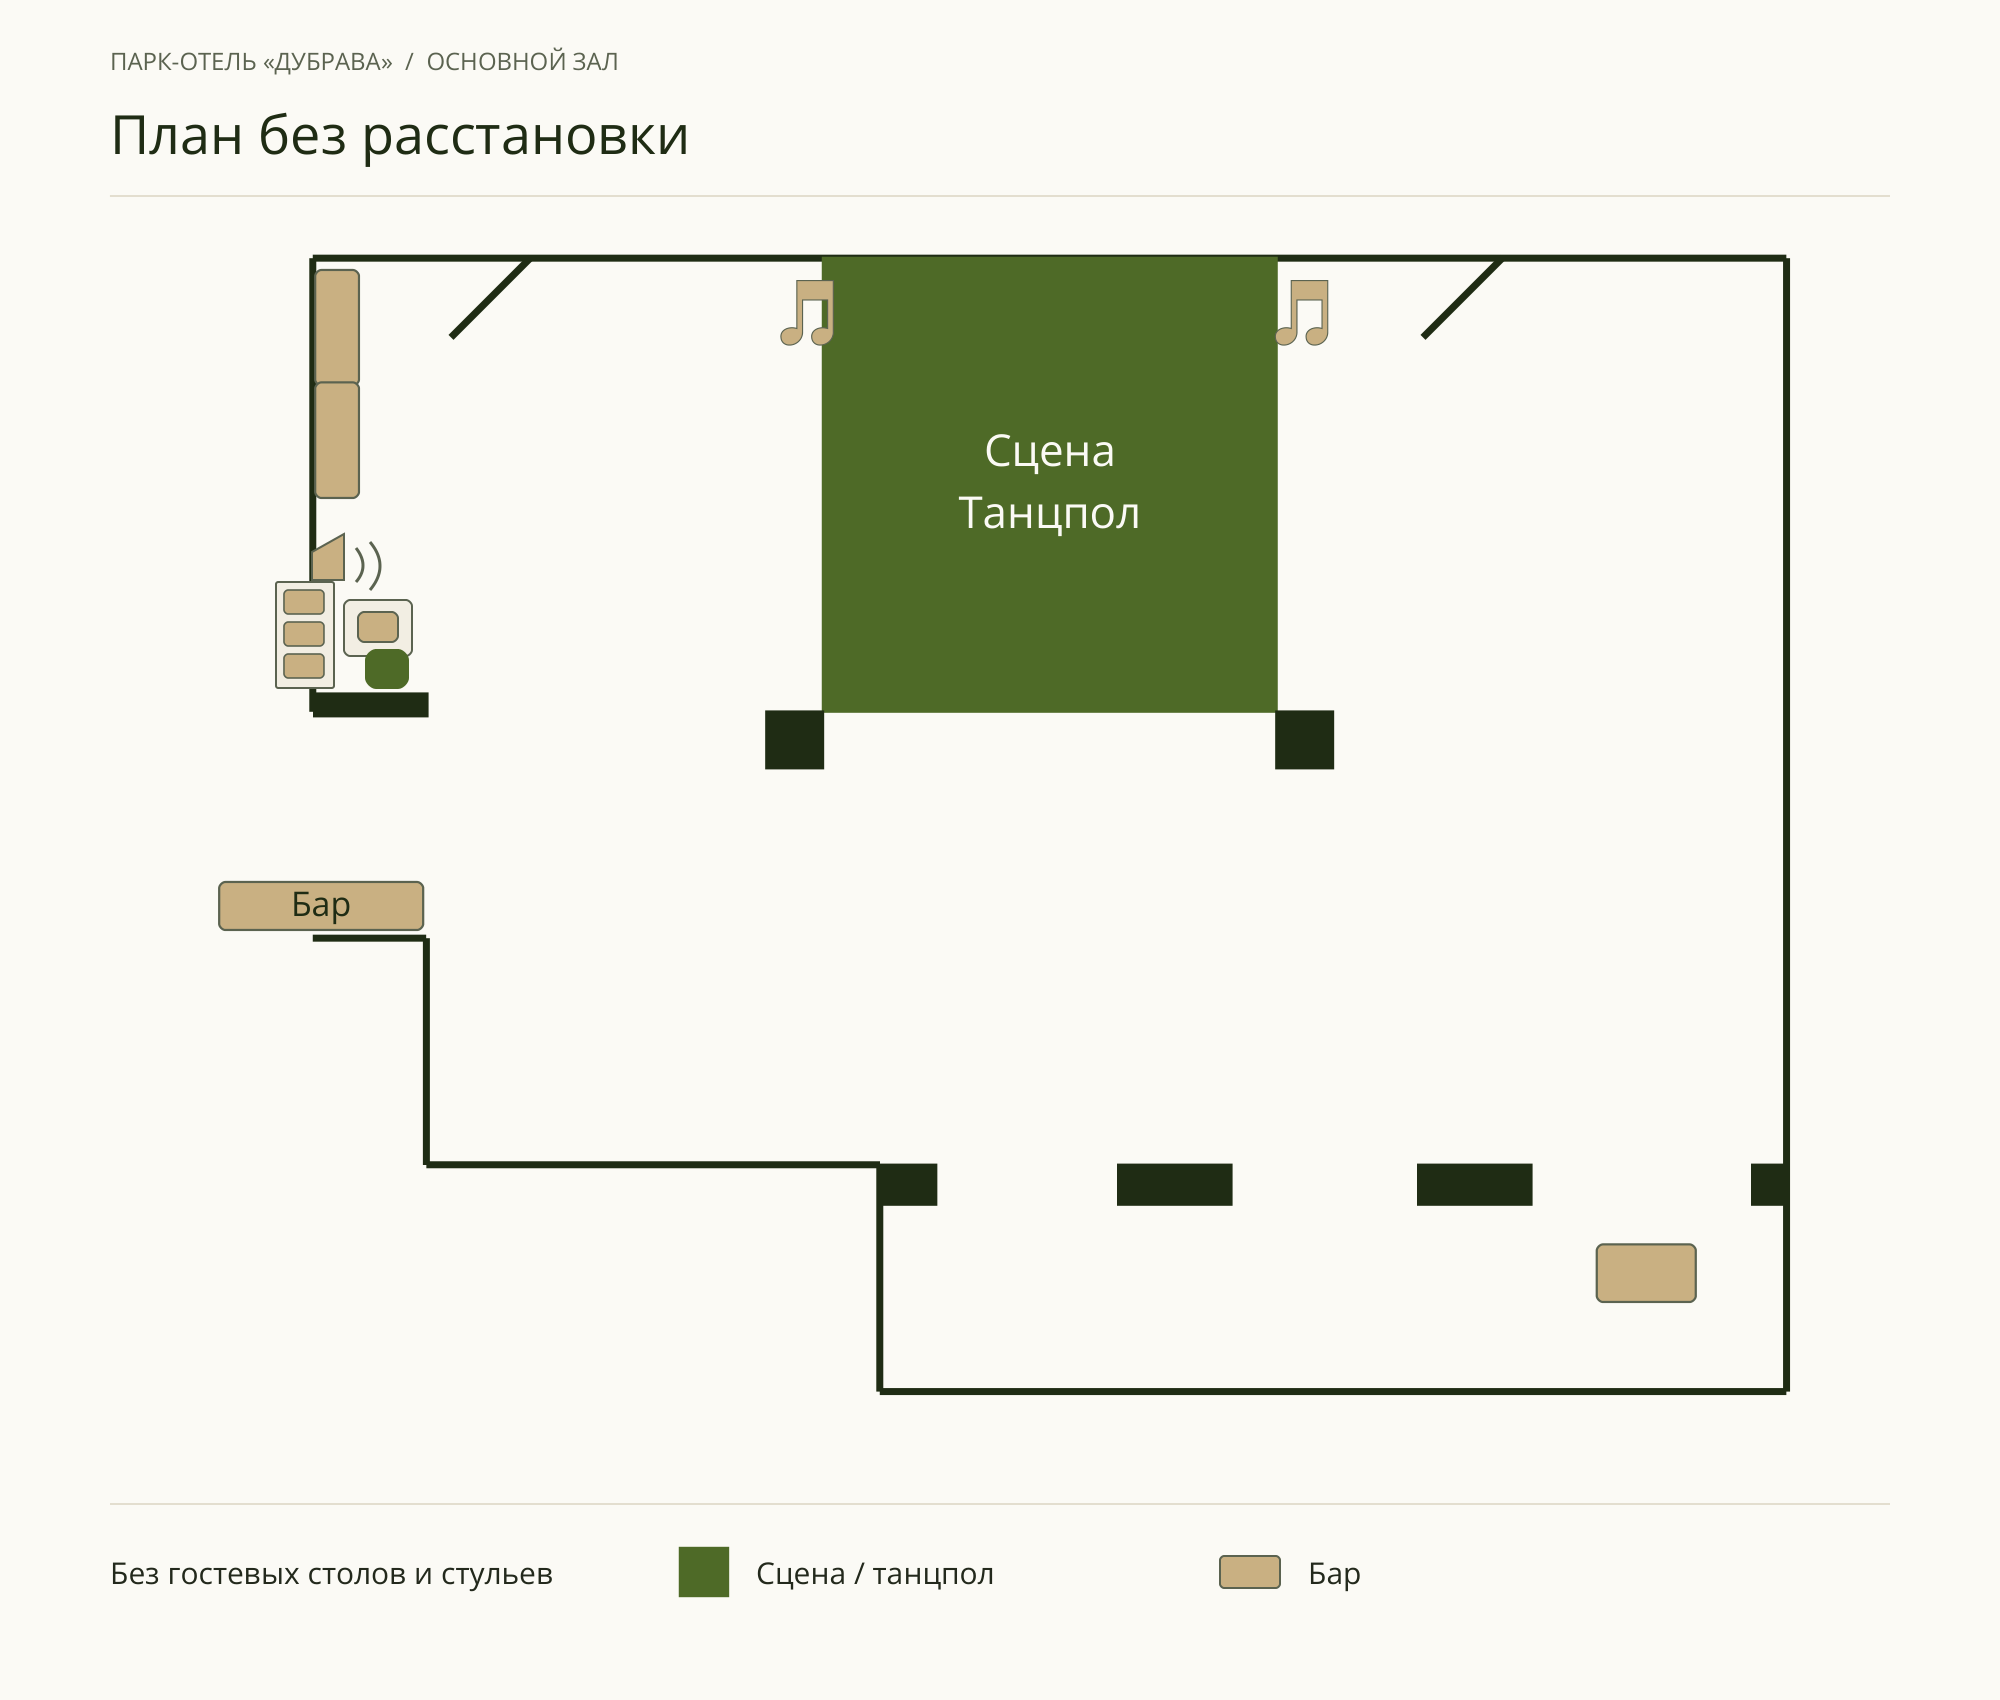 ПАРК-ОТЕЛЬ «ДУБРАВА» / ОСНОВНОЙ ЗАЛ
План без расстановки
Сцена
Танцпол
Бар
Без гостевых столов и стульев
Сцена / танцпол
Бар